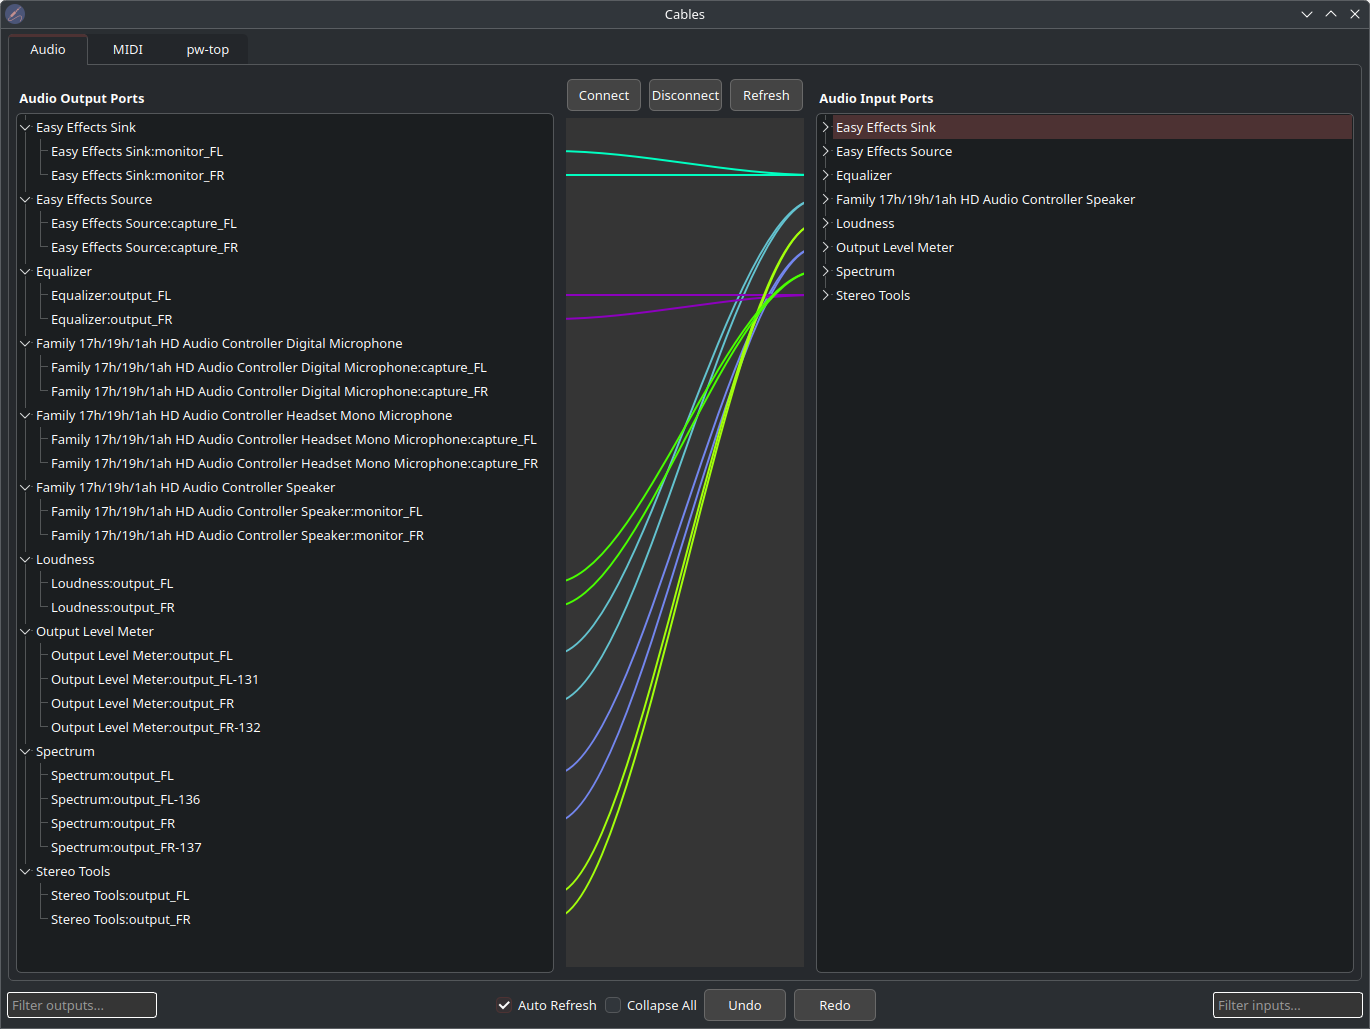 Cables
Audio MIDI pw-top
Audio Output Ports
Connect Disconnect Refresh
Audio Input Ports
Easy Effects Sink
Easy Effects Sink:monitor_FL
Easy Effects Sink:monitor_FR
Easy Effects Source
Easy Effects Source:capture_FL
Easy Effects Source:capture_FR
Equalizer
Equalizer:output_FL
Equalizer:output_FR
Family 17h/19h/1ah HD Audio Controller Digital Microphone
Family 17h/19h/1ah HD Audio Controller Digital Microphone:capture_FL
Family 17h/19h/1ah HD Audio Controller Digital Microphone:capture_FR
Family 17h/19h/1ah HD Audio Controller Headset Mono Microphone
Family 17h/19h/1ah HD Audio Controller Headset Mono Microphone:capture_FL
Family 17h/19h/1ah HD Audio Controller Headset Mono Microphone:capture_FR
Family 17h/19h/1ah HD Audio Controller Speaker
Family 17h/19h/1ah HD Audio Controller Speaker:monitor_FL
Family 17h/19h/1ah HD Audio Controller Speaker:monitor_FR
Loudness
Loudness:output_FL
Loudness:output_FR
Output Level Meter
Output Level Meter:output_FL
Output Level Meter:output_FL-131
Output Level Meter:output_FR
Output Level Meter:output_FR-132
Spectrum
Spectrum:output_FL
Spectrum:output_FL-136
Spectrum:output_FR
Spectrum:output_FR-137
Stereo Tools
Stereo Tools:output_FL
Stereo Tools:output_FR
Easy Effects Sink
Easy Effects Source
Equalizer
Family 17h/19h/1ah HD Audio Controller Speaker
Loudness
Output Level Meter
Spectrum
Stereo Tools
Filter outputs...
Auto Refresh Collapse All Undo Redo
Filter inputs...